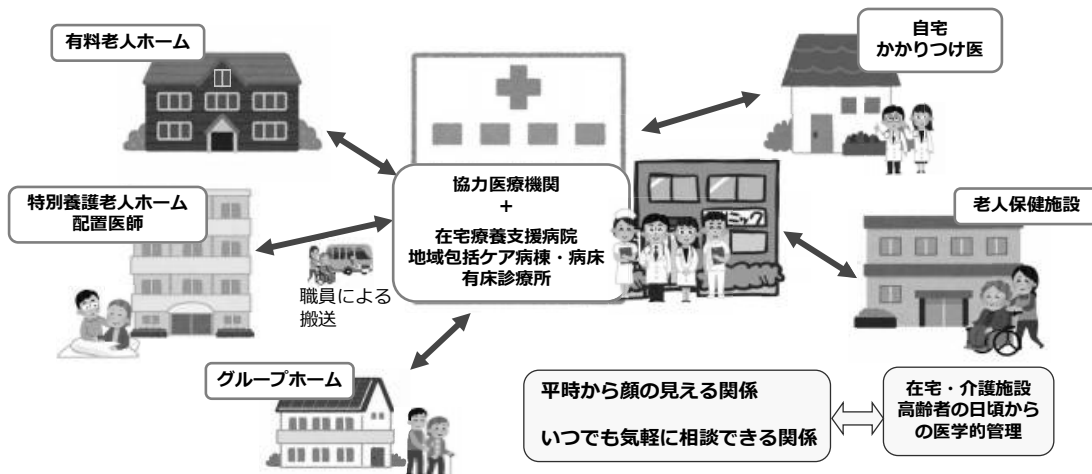 有料老人ホーム
自宅
かかりつけ医
特別養護老人ホーム
配置医師
協力医療機関
+
在宅療養支援病院
地域包括ケア病棟・病床
有床診療所
ニック
老人保健施設
職員による
搬送
グループホーム
平時から顔の見える関係
いつでも気軽に相談できる関係
在宅・介護施設
高齢者の日頃から
の医学的管理